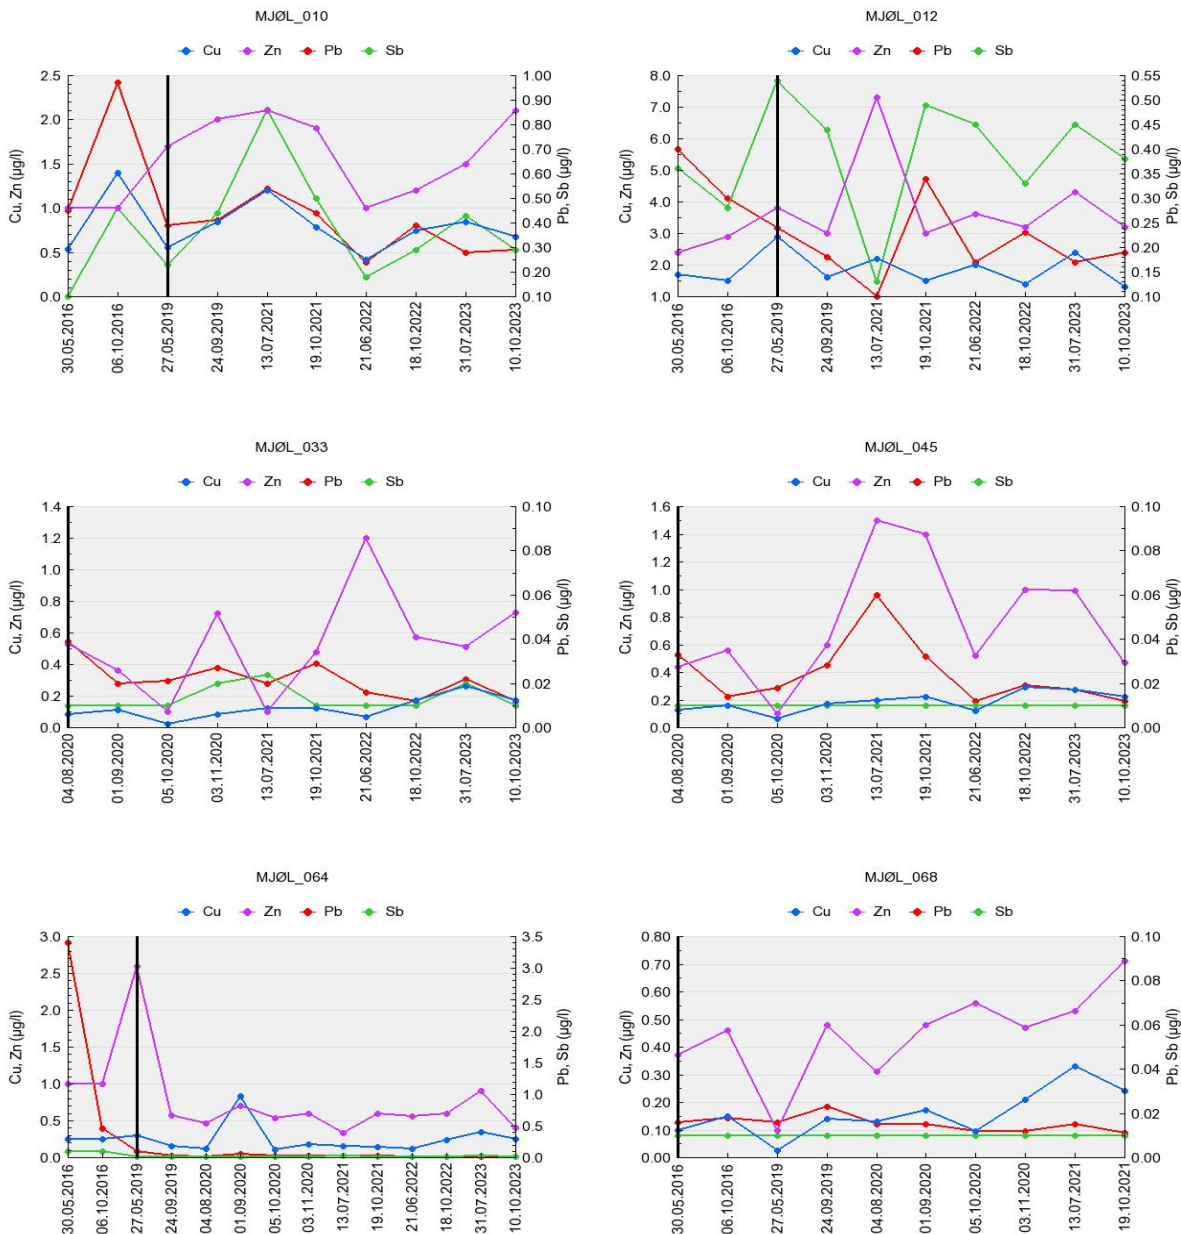 MJØL_010
Cu Zn Pb Sb
2.5 2.0 1.5 1.0 0.5 0.0
Cu, Zn (µg/l)
1.00 0.90 0.80 0.70 0.60 0.50 0.40 0.30 0.20 0.10
Pb, Sb (µg/l)
30.05.2016 06.10.2016 27.05.2019 24.09.2019 13.07.2021 19.10.2021 21.06.2022 18.10.2022 31.07.2023 10.10.2023
MJØL_012
Cu Zn Pb Sb
8.0 7.0 6.0 5.0 4.0 3.0 2.0 1.0
Cu, Zn (µg/l)
0.55 0.50 0.45 0.40 0.35 0.30 0.25 0.20 0.15 0.10
Pb, Sb (µg/l)
30.05.2016 06.10.2016 27.05.2019 24.09.2019 13.07.2021 19.10.2021 21.06.2022 18.10.2022 31.07.2023 10.10.2023
MJØL_033
Cu Zn Pb Sb
1.4 1.2 1.0 0.8 0.6 0.4 0.2 0.0
Cu, Zn (µg/l)
0.10 0.08 0.06 0.04 0.02 0.00
Pb, Sb (µg/l)
04.08.2020 01.09.2020 05.10.2020 03.11.2020 13.07.2021 19.10.2021 21.06.2022 18.10.2022 31.07.2023 10.10.2023
MJØL_045
Cu Zn Pb Sb
1.6 1.4 1.2 1.0 0.8 0.6 0.4 0.2 0.0
Cu, Zn (µg/l)
0.10 0.08 0.06 0.04 0.02 0.00
Pb, Sb (µg/l)
04.08.2020 01.09.2020 05.10.2020 03.11.2020 13.07.2021 19.10.2021 21.06.2022 18.10.2022 31.07.2023 10.10.2023
MJØL_064
Cu Zn Pb Sb
3.0 2.5 2.0 1.5 1.0 0.5 0.0
Cu, Zn (µg/l)
3.5 3.0 2.5 2.0 1.5 1.0 0.5 0.0
Pb, Sb (µg/l)
30.05.2016 06.10.2016 27.05.2019 24.09.2019 04.08.2020 01.09.2020 05.10.2020 03.11.2020 13.07.2021 19.10.2021 21.06.2022 18.10.2022 31.07.2023 10.10.2023
MJØL_068
Cu Zn Pb Sb
0.80 0.70 0.60 0.50 0.40 0.30 0.20 0.10 0.00
Cu, Zn (µg/l)
0.10 0.08 0.06 0.04 0.02 0.00
Pb, Sb (µg/l)
30.05.2016 06.10.2016 27.05.2019 24.09.2019 04.08.2020 01.09.2020 05.10.2020 03.11.2020 13.07.2021 19.10.2021